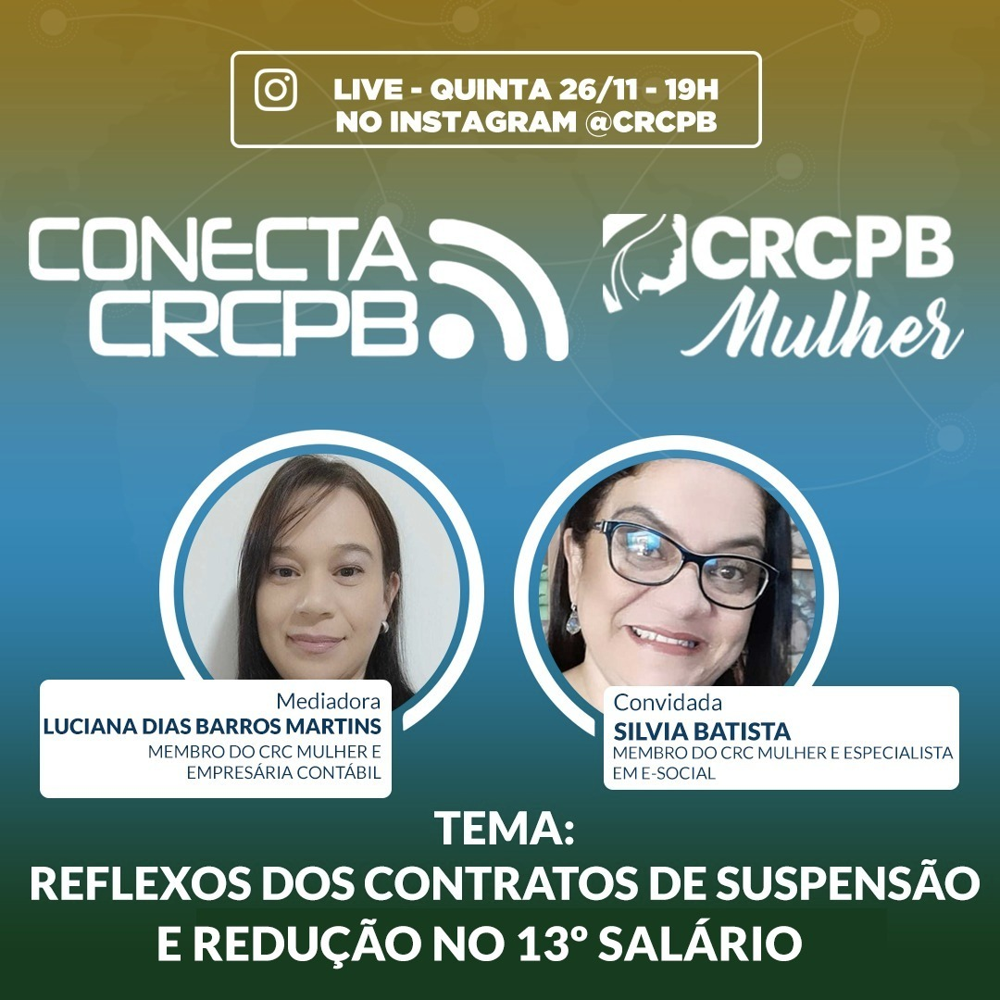 LIVE - QUINTA 26/11 - 19H
NO INSTAGRAM @CRCPB
CONECTA
CRCPB
CRCPB
Mulher
Mediadora
LUCIANA DIAS BARROS MARTINS
MEMBRO DO CRC MULHER E
EMPRESÁRIA CONTÁBIL
Convidada
SILVIA BATISTA
MEMBRO DO CRC MULHER E ESPECIALISTA
EM E-SOCIAL
TEMA:
REFLEXOS DOS CONTRATOS DE SUSPENSÃO
E REDUÇÃO NO 13º SALÁRIO